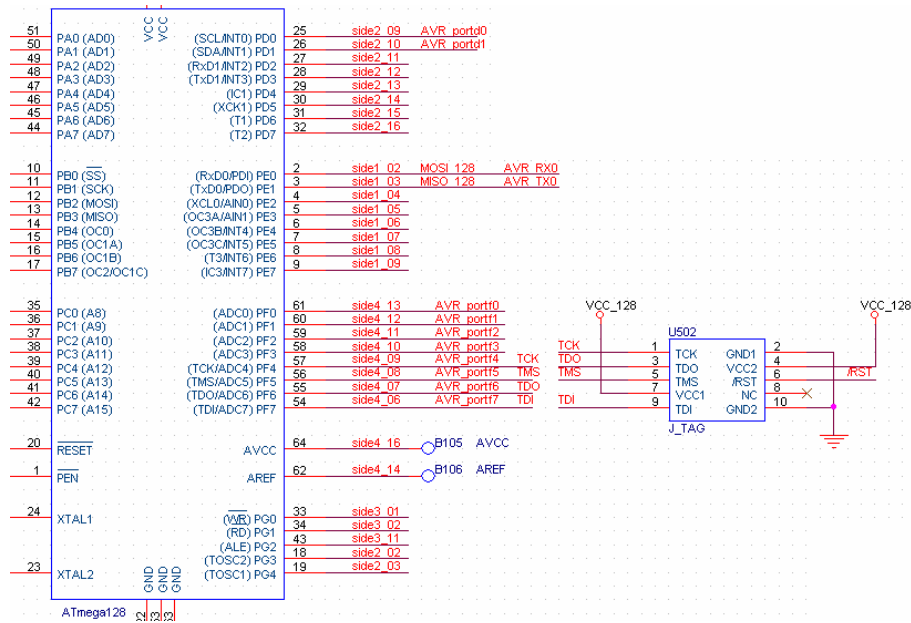 VCC VCC
51 PA0 (AD0) (SCL/INT0) PD0 25 side2_09 AVR_portd0
50 PA1 (AD1) (SDA/INT1) PD1 26 side2_10 AVR_portd1
49 PA2 (AD2) (RxD1/INT2) PD2 27 side2_11
48 PA3 (AD3) (TxD1/INT3) PD3 28 side2_12
47 PA4 (AD4) (IC1) PD4 29 side2_13
46 PA5 (AD5) (XCK1) PD5 30 side2_14
45 PA6 (AD6) (T1) PD6 31 side2_15
44 PA7 (AD7) (T2) PD7 32 side2_16
10 PB0 (SS) (RxD0/PDI) PE0 2 side1_02 MOSI_128 AVR_RX0
11 PB1 (SCK) (TxD0/PDO) PE1 3 side1_03 MISO_128 AVR_TX0
12 PB2 (MOSI) (XCL0/AIN0) PE2 4 side1_04
13 PB3 (MISO) (OC3A/AIN1) PE3 5 side1_05
14 PB4 (OC0) (OC3B/INT4) PE4 6 side1_06
15 PB5 (OC1A) (OC3C/INT5) PE5 7 side1_07
16 PB6 (OC1B) (T3/INT6) PE6 8 side1_08
17 PB7 (OC2/OC1C) (IC3/INT7) PE7 9 side1_09
35 PC0 (A8) (ADC0) PF0 61 side4_13 AVR_portf0
36 PC1 (A9) (ADC1) PF1 60 side4_12 AVR_portf1
37 PC2 (A10) (ADC2) PF2 59 side4_11 AVR_portf2
38 PC3 (A11) (ADC3) PF3 58 side4_10 AVR_portf3
39 PC4 (A12) (TCK/ADC4) PF4 57 side4_09 AVR_portf4 TCK
40 PC5 (A13) (TMS/ADC5) PF5 56 side4_08 AVR_portf5 TMS
41 PC6 (A14) (TDO/ADC6) PF6 55 side4_07 AVR_portf6 TDO
42 PC7 (A15) (TDI/ADC7) PF7 54 side4_06 AVR_portf7 TDI
20 RESET AVCC 64 side4_16 B105 AVCC
1 PEN AREF 62 side4_14 B106 AREF
24 XTAL1 (WR) PG0 33 side3_01
(RD) PG1 34 side3_02
(ALE) PG2 43 side3_11
(TOSC2) PG3 18 side2_02
23 XTAL2 (TOSC1) PG4 19 side2_03
GND GND GND
ATmega128
VCC_128 VCC_128
U502
TCK 1 TCK GND1 2
TDO 3 TDO VCC2 4
TMS 5 TMS /RST 6 /RST
7 VCC1 NC 8
TDI 9 TDI GND2 10
J_TAG